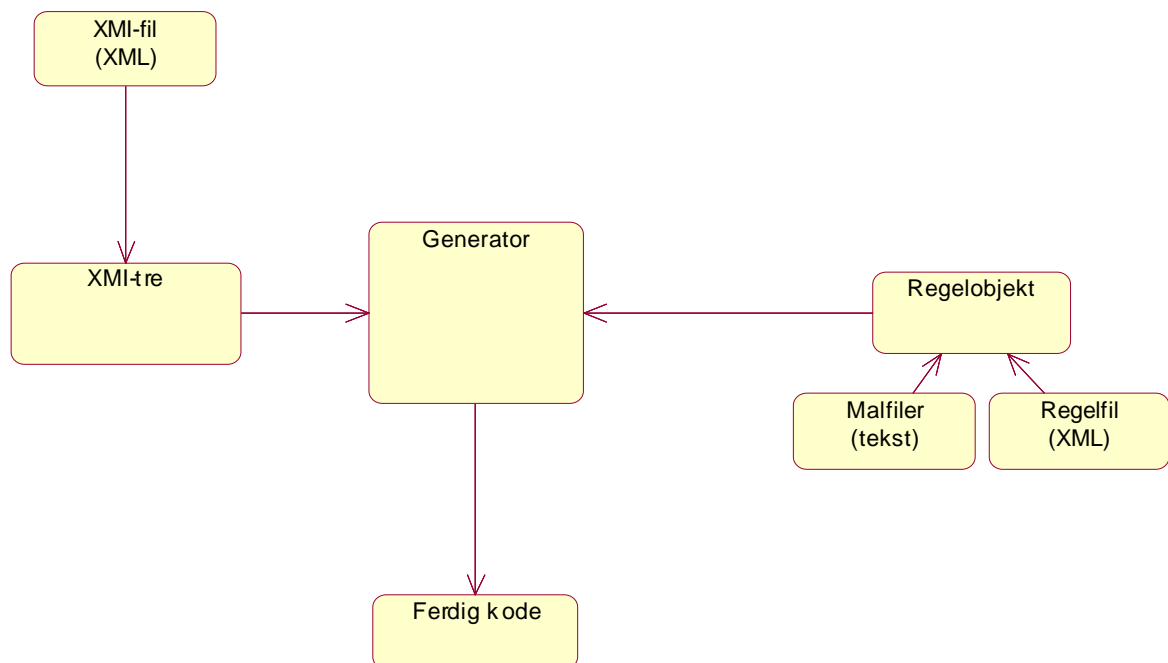 XMI-fil
(XML)
Generator
XMI-tre
Regelobjekt
Malfiler
(tekst)
Regelfil
(XML)
Ferdig kode